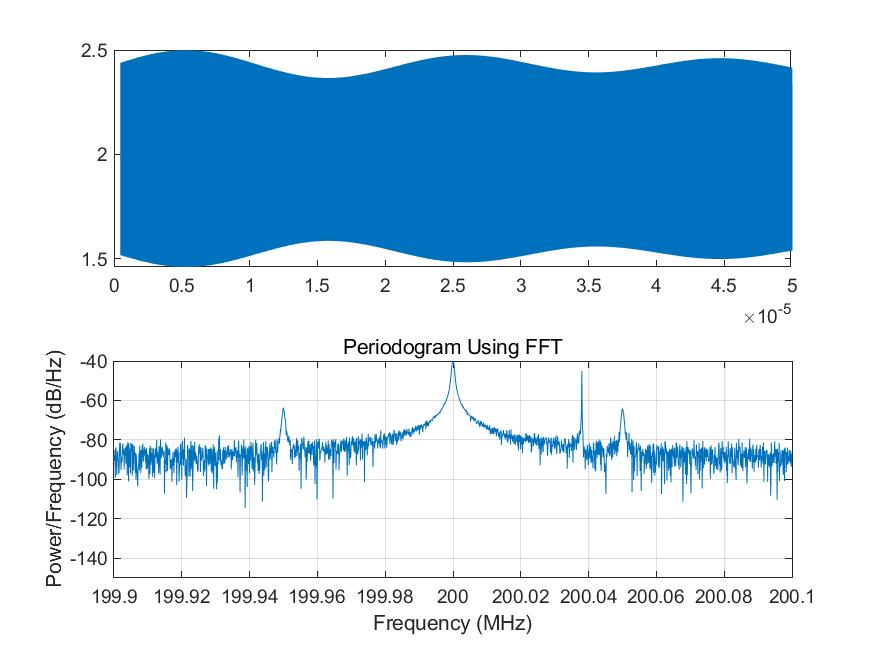 2.5
2
1.5
0 0.5 1 1.5 2 2.5 3 3.5 4 4.5 5
×10-5
Periodogram Using FFT
-40
-60
-80
-100
-120
-140
Power/Frequency (dB/Hz)
199.9 199.92 199.94 199.96 199.98 200 200.02 200.04 200.06 200.08 200.1
Frequency (MHz)